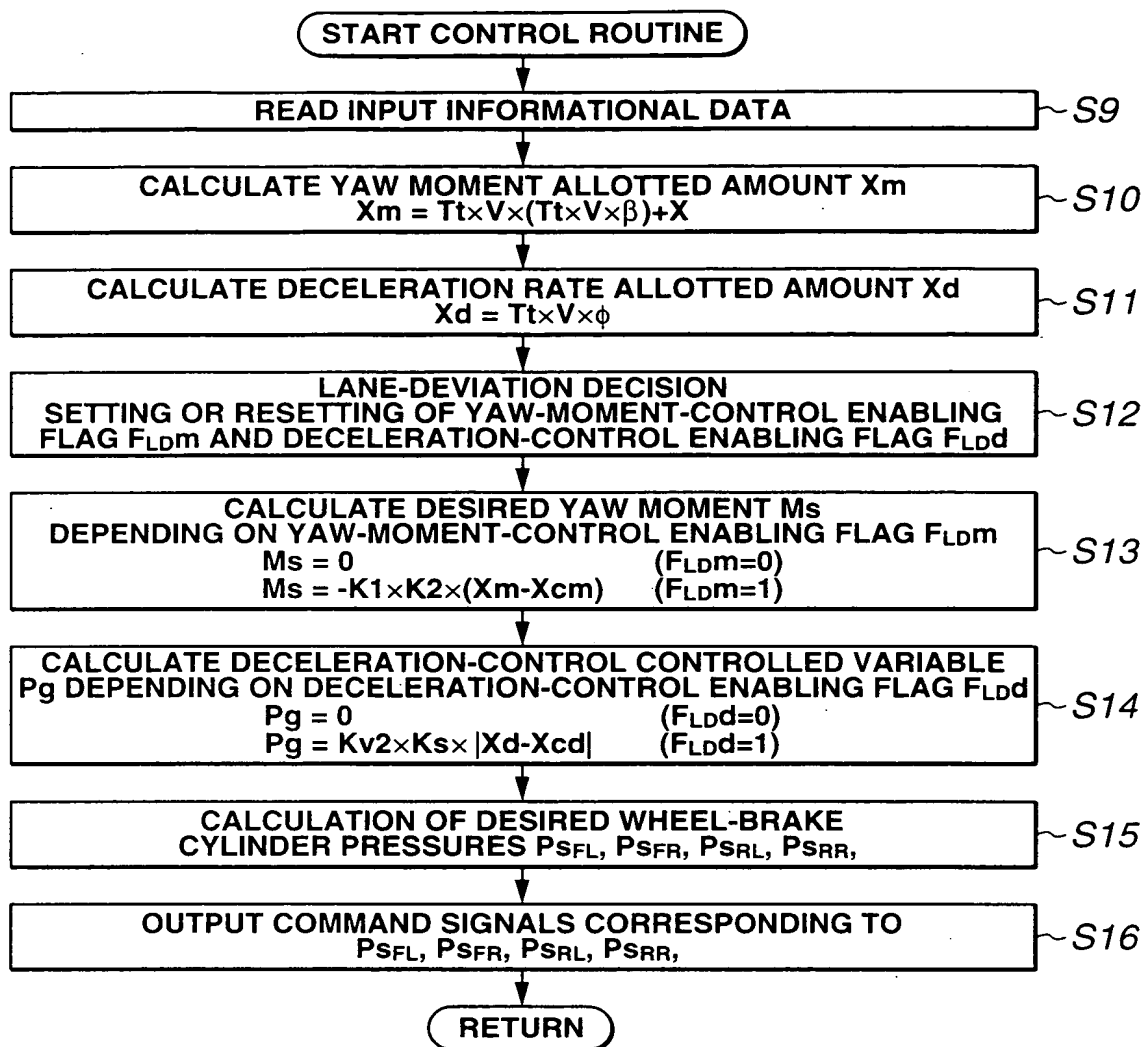 START CONTROL ROUTINE
READ INPUT INFORMATIONAL DATA
S9
CALCULATE YAW MOMENT ALLOTTED AMOUNT Xm
Xm = Tt×V×(Tt×V×β)+X
S10
CALCULATE DECELERATION RATE ALLOTTED AMOUNT Xd
Xd = Tt×V×ϕ
S11
LANE-DEVIATION DECISION
SETTING OR RESETTING OF YAW-MOMENT-CONTROL ENABLING
FLAG FLDm AND DECELERATION-CONTROL ENABLING FLAG FLDd
S12
CALCULATE DESIRED YAW MOMENT Ms
DEPENDING ON YAW-MOMENT-CONTROL ENABLING FLAG FLDm
Ms = 0 (FLDm=0)
Ms = -K1×K2×(Xm-Xcm) (FLDm=1)
S13
CALCULATE DECELERATION-CONTROL CONTROLLED VARIABLE
Pg DEPENDING ON DECELERATION-CONTROL ENABLING FLAG FLDd
Pg = 0 (FLDd=0)
Pg = Kv2×Ks× |Xd-Xcd| (FLDd=1)
S14
CALCULATION OF DESIRED WHEEL-BRAKE
CYLINDER PRESSURES PsFL, PsFR, PsRL, PsRR,
S15
OUTPUT COMMAND SIGNALS CORRESPONDING TO
PsFL, PsFR, PsRL, PsRR,
S16
RETURN